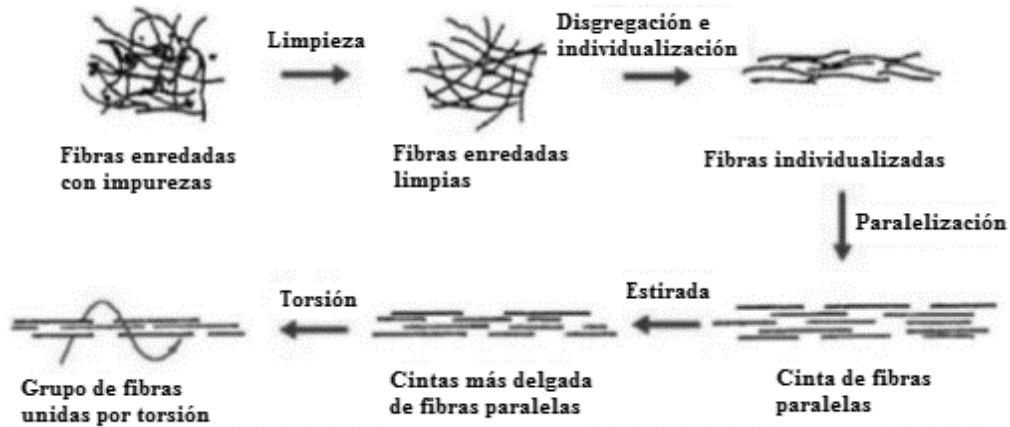 Limpieza
Disgregación e
individualización
Fibras enredadas
con impurezas
Fibras enredadas
limpias
Fibras individualizadas
Paralelización
Estirada
Torsión
Cinta de fibras
paralelas
Cintas más delgada
de fibras paralelas
Grupo de fibras
unidas por torsión